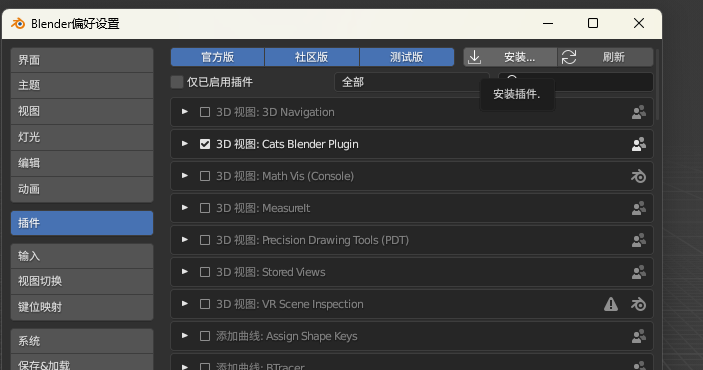 Blender偏好设置
界面
主题
视图
灯光
编辑
动画
插件
输入
视图切换
键位映射
系统
保存&加载
官方版 社区版 测试版 安装... 刷新
仅已启用插件 全部
安装插件.
3D 视图: 3D Navigation
3D 视图: Cats Blender Plugin
3D 视图: Math Vis (Console)
3D 视图: MeasureIt
3D 视图: Precision Drawing Tools (PDT)
3D 视图: Stored Views
3D 视图: VR Scene Inspection
添加曲线: Assign Shape Keys
添加曲线: BTracer